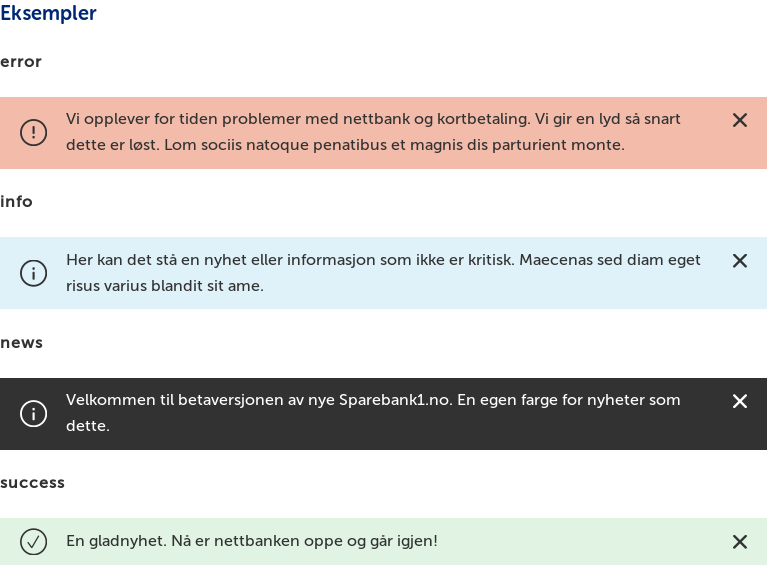 Eksempler
error
Vi opplever for tiden problemer med nettbank og kortbetaling. Vi gir en lyd så snart
dette er løst. Lom sociis natoque penatibus et magnis dis parturient monte.
info
Her kan det stå en nyhet eller informasjon som ikke er kritisk. Maecenas sed diam eget
risus varius blandit sit ame.
news
Velkommen til betaversjonen av nye Sparebank1.no. En egen farge for nyheter som
dette.
success
En gladnyhet. Nå er nettbanken oppe og går igjen!